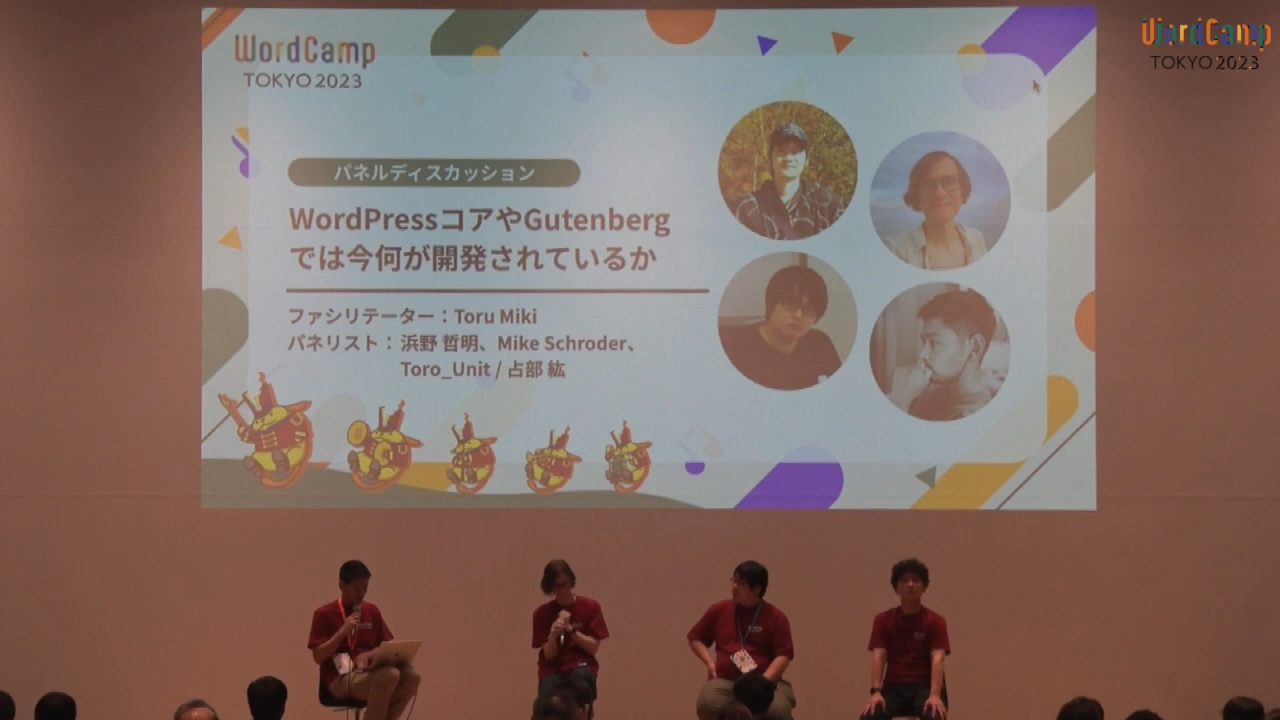 WordCamp
TOKYO 2023
WordCamp
TOKYO 2023
パネルディスカッション
WordPressコアやGutenberg
では今何が開発されているか
ファシリテーター：Toru Miki
パネリスト：浜野 哲明、Mike Schroder、
Toro_Unit / 占部 紘